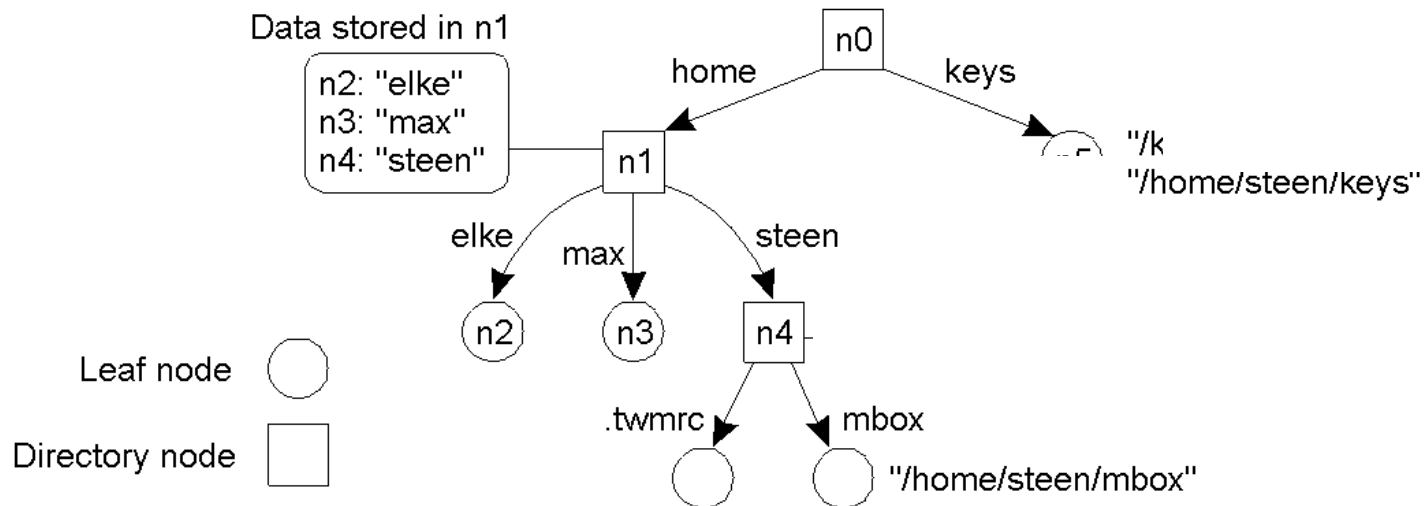 Data stored in n1
n0
n2: "elke"
n3: "max"
n4: "steen"
home
keys
n1
"/k
"/home/steen/keys"
elke
max
steen
n2
n3
n4
Leaf node
.twmrc
mbox
Directory node
"/home/steen/mbox"